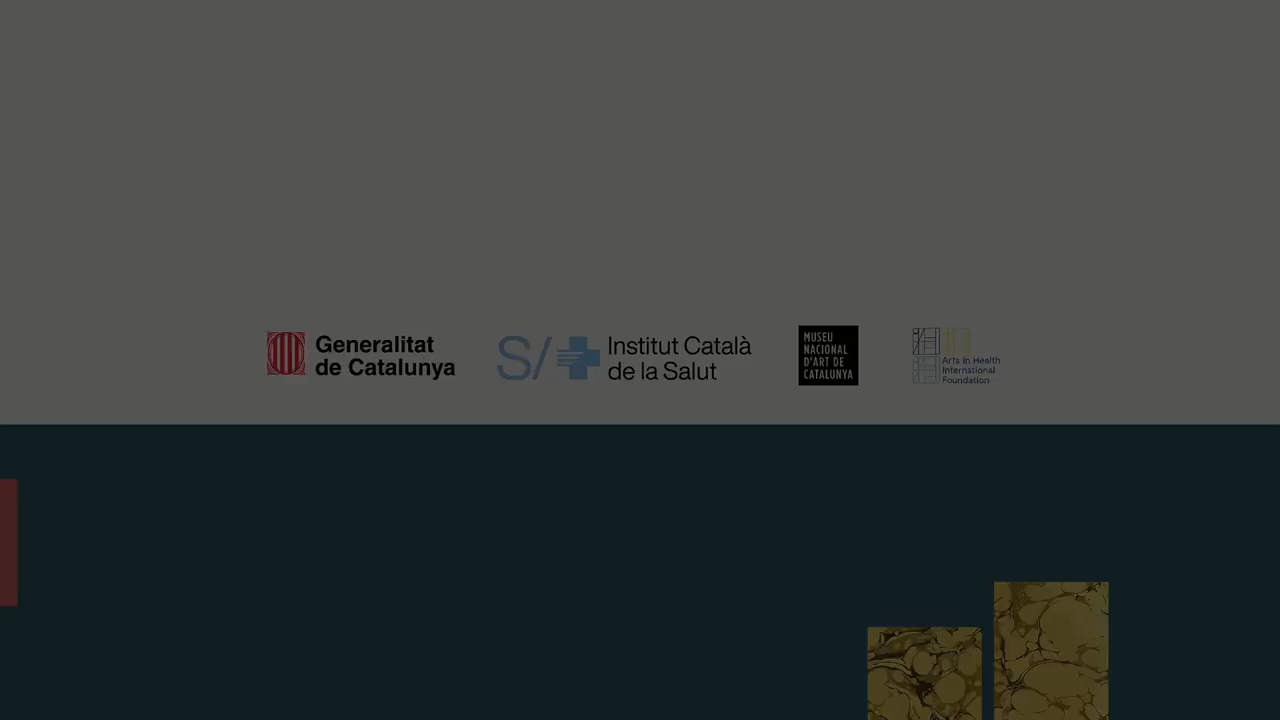 Generalitat
de Catalunya
S/
Institut Català
de la Salut
MUSEU
NACIONAL
D'ART DE
CATALUNYA
Arts in Health
International
Foundation